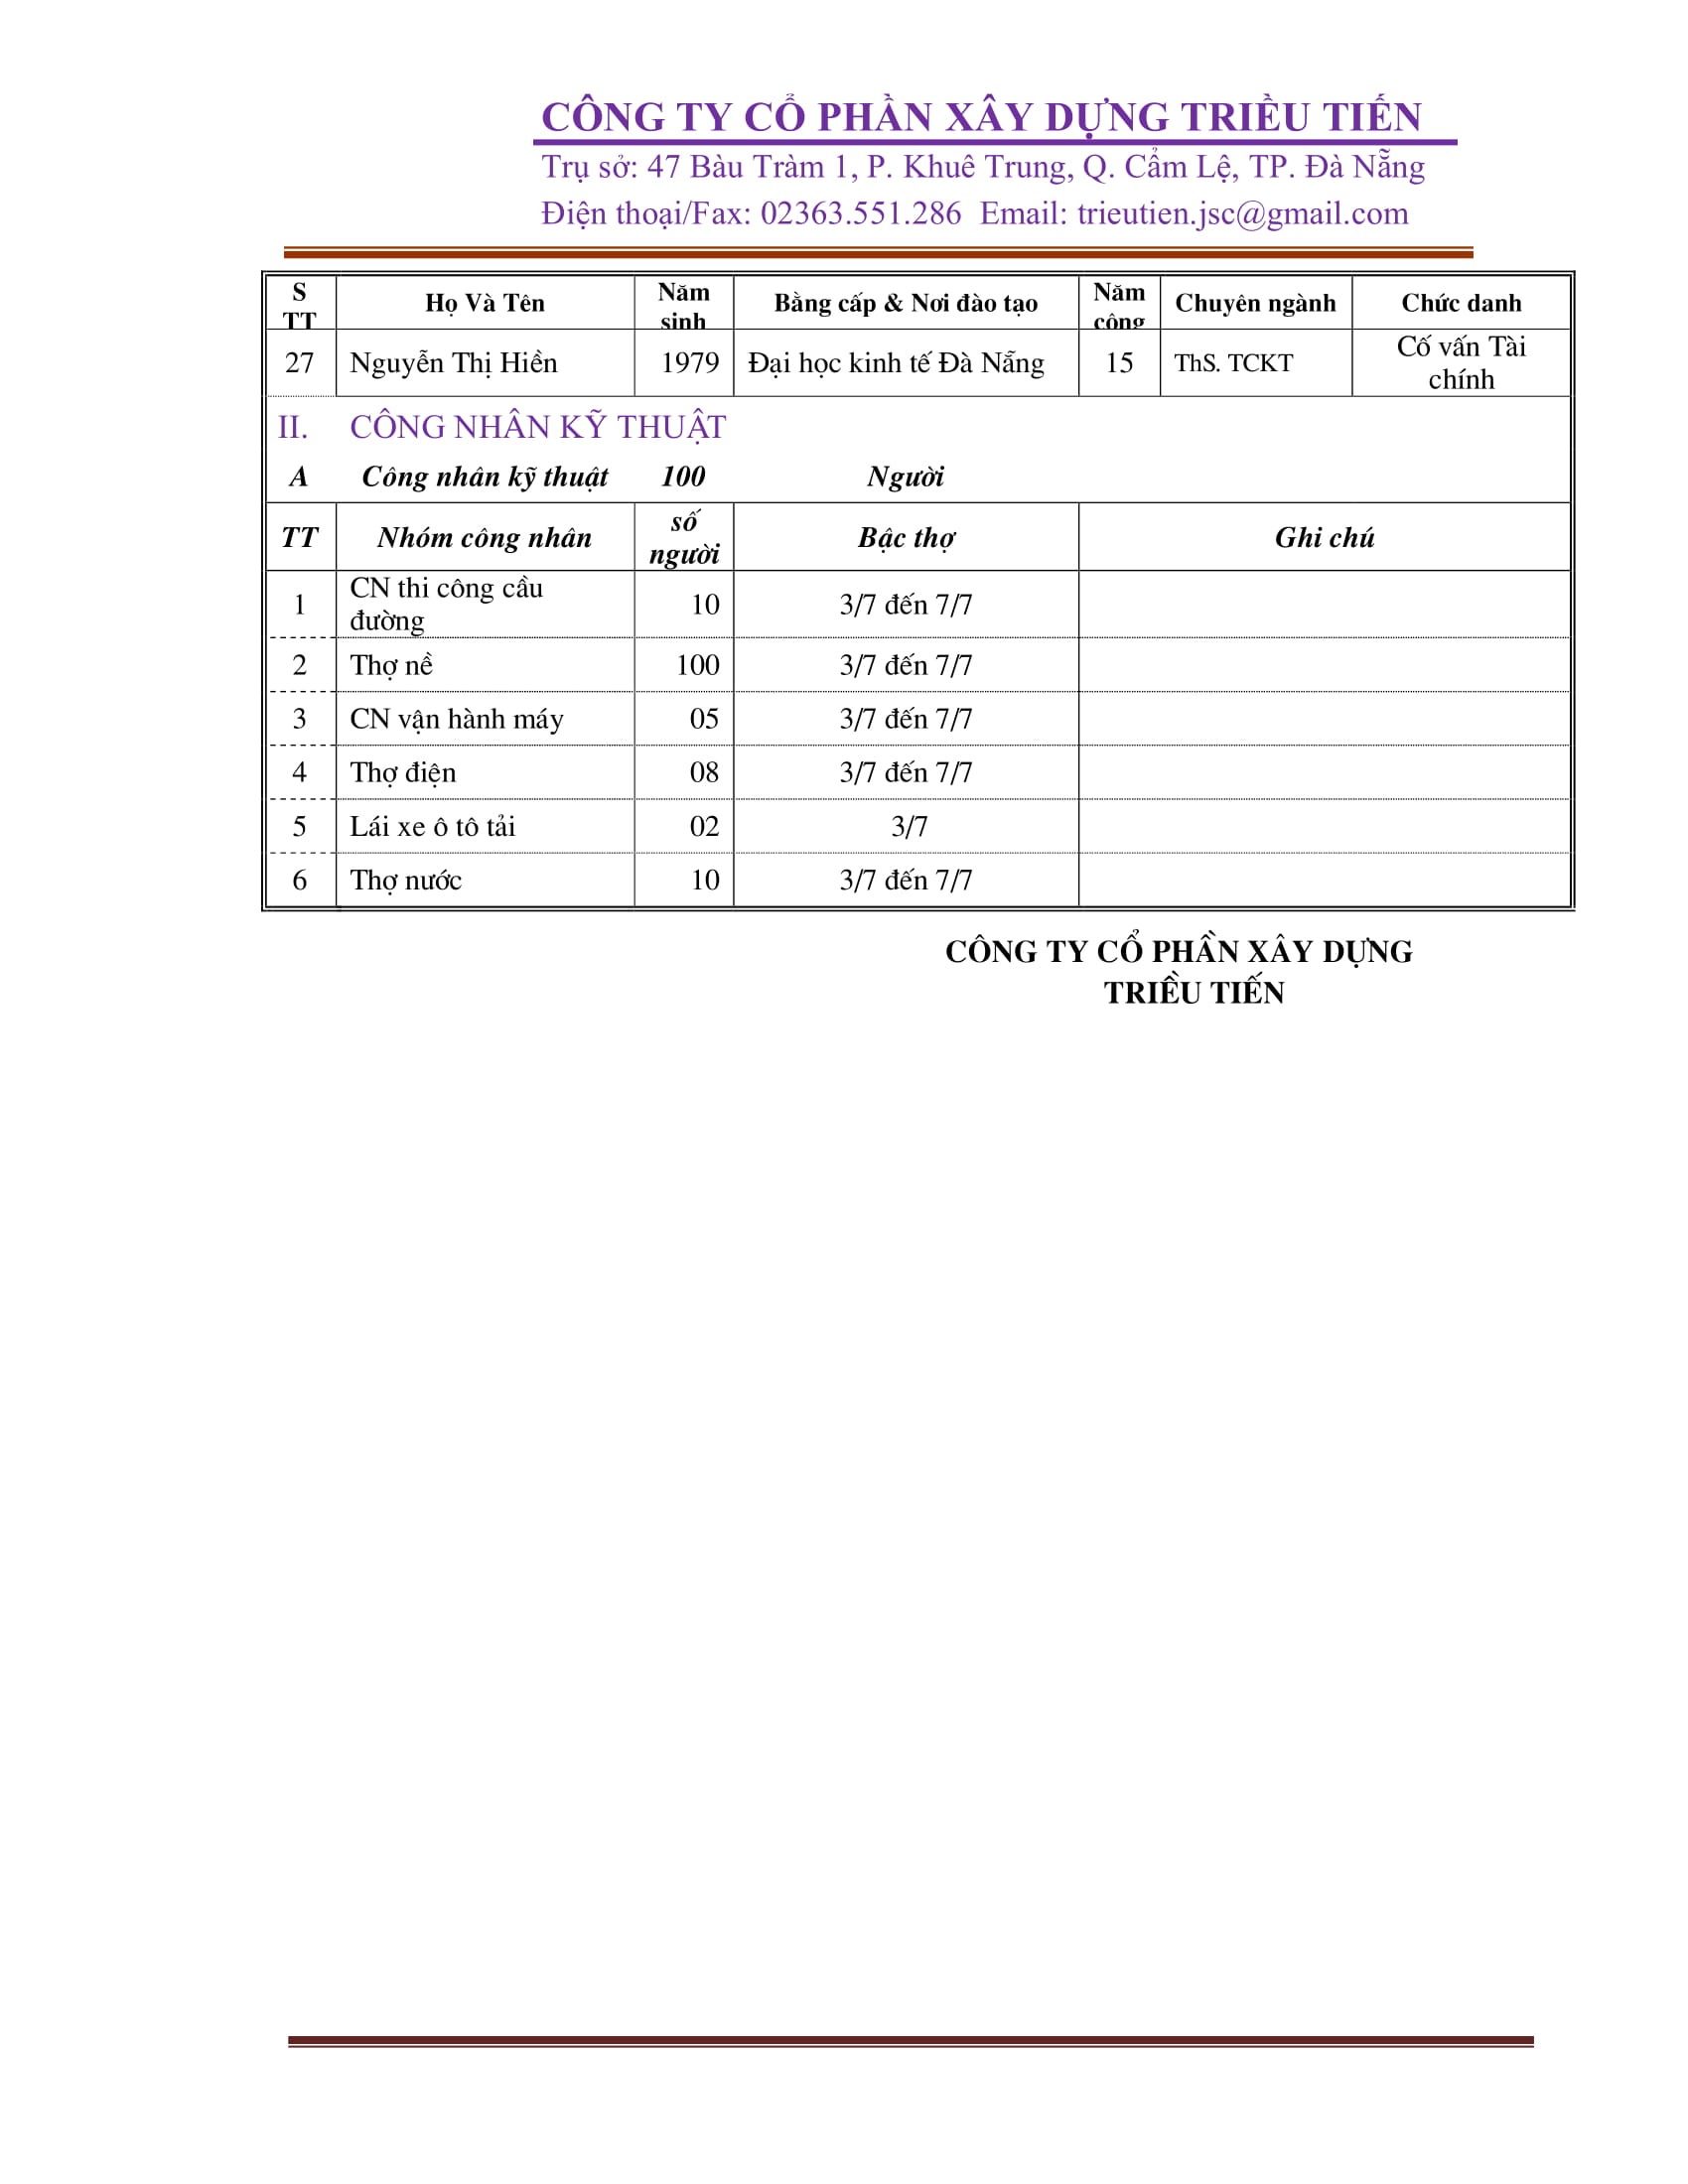 CÔNG TY CỔ PHẦN XÂY DỰNG TRIỀU TIẾN
Trụ sở: 47 Bàu Tràm 1, P. Khuê Trung, Q. Cẩm Lệ, TP. Đà Nẵng
Điện thoại/Fax: 02363.551.286 Email: trieutien.jsc@gmail.com
S TT Họ Và Tên Năm sinh Bằng cấp & Nơi đào tạo Năm công Chuyên ngành Chức danh
27 Nguyễn Thị Hiền 1979 Đại học kinh tế Đà Nẵng 15 ThS. TCKT Cố vấn Tài chính
II. CÔNG NHÂN KỸ THUẬT
A Công nhân kỹ thuật 100 Người
TT Nhóm công nhân số người Bậc thợ Ghi chú
1 CN thi công cầu đường 10 3/7 đến 7/7
2 Thợ nề 100 3/7 đến 7/7
3 CN vận hành máy 05 3/7 đến 7/7
4 Thợ điện 08 3/7 đến 7/7
5 Lái xe ô tô tải 02 3/7
6 Thợ nước 10 3/7 đến 7/7
CÔNG TY CỔ PHẦN XÂY DỰNG
TRIỀU TIẾN